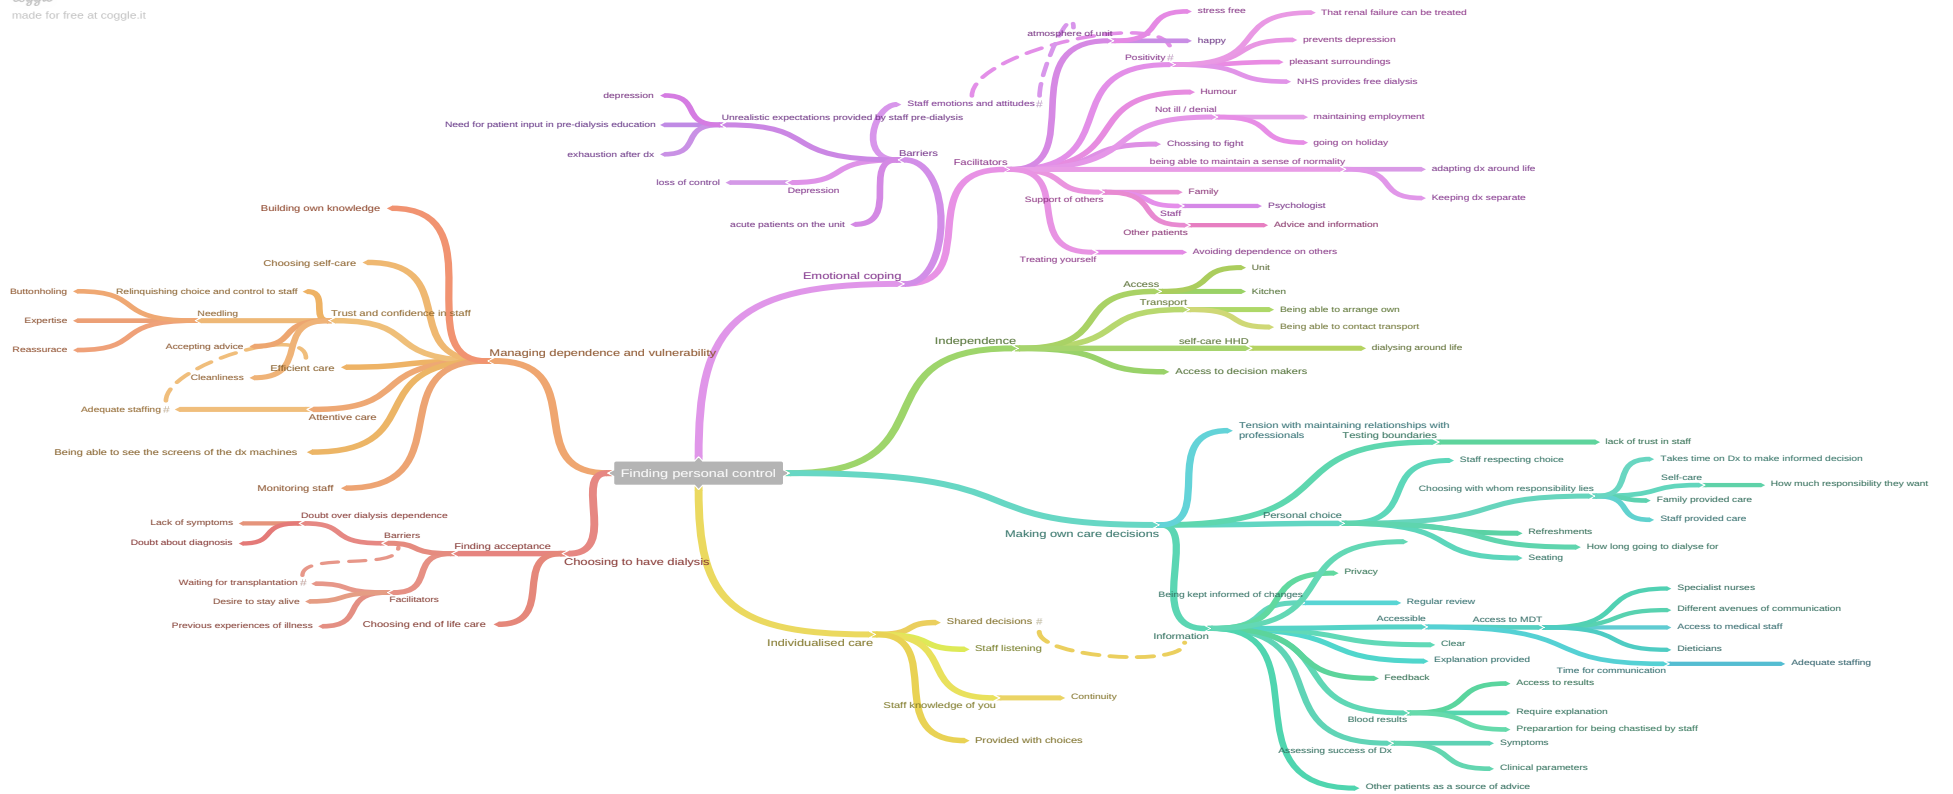 made for free at coggle.it
Finding personal control
Emotional coping
Barriers
Staff emotions and attitudes #
Unrealistic expectations provided by staff pre-dialysis
depression
Need for patient input in pre-dialysis education
exhaustion after dx
Depression
loss of control
acute patients on the unit
Facilitators
atmosphere of unit
stress free
happy
Positivity #
That renal failure can be treated
prevents depression
pleasant surroundings
NHS provides free dialysis
Humour
Not ill / denial
maintaining employment
going on holiday
Chossing to fight
being able to maintain a sense of normality
adapting dx around life
Keeping dx separate
Support of others
Family
Staff
Psychologist
Other patients
Advice and information
Treating yourself
Avoiding dependence on others
Independence
Access
Unit
Kitchen
Transport
Being able to arrange own
Being able to contact transport
self-care HHD
dialysing around life
Access to decision makers
Making own care decisions
Tension with maintaining relationships with
professionals
Testing boundaries
lack of trust in staff
Personal choice
Staff respecting choice
Choosing with whom responsibility lies
Takes time on Dx to make informed decision
Self-care
How much responsibility they want
Family provided care
Staff provided care
Refreshments
How long going to dialyse for
Seating
Information
Privacy
Being kept informed of changes
Regular review
Accessible
Access to MDT
Specialist nurses
Different avenues of communication
Access to medical staff
Dieticians
Time for communication
Adequate staffing
Clear
Explanation provided
Feedback
Blood results
Access to results
Require explanation
Preparartion for being chastised by staff
Assessing success of Dx
Symptoms
Clinical parameters
Other patients as a source of advice
Individualised care
Shared decisions #
Staff listening
Staff knowledge of you
Continuity
Provided with choices
Choosing to have dialysis
Finding acceptance
Barriers
Doubt over dialysis dependence
Lack of symptoms
Doubt about diagnosis
Facilitators
Waiting for transplantation #
Desire to stay alive
Previous experiences of illness
Choosing end of life care
Managing dependence and vulnerability
Building own knowledge
Choosing self-care
Trust and confidence in staff
Relinquishing choice and control to staff
Needling
Buttonholing
Expertise
Reassurace
Accepting advice
Cleanliness
Efficient care
Attentive care
Adequate staffing #
Being able to see the screens of the dx machines
Monitoring staff